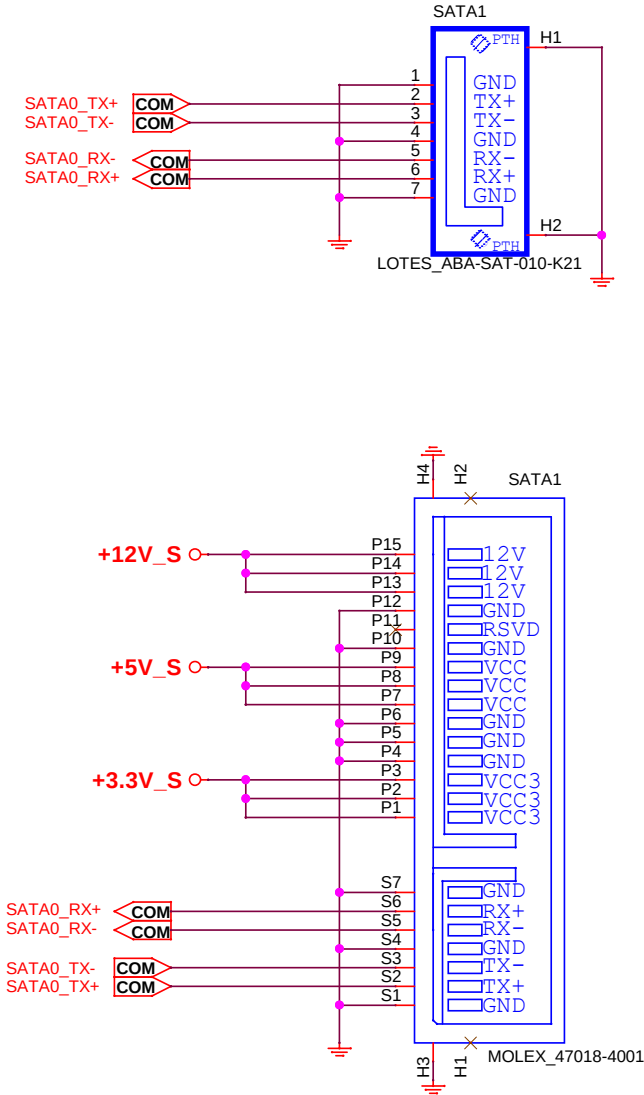 SATA1
PTH H1
1 GND
SATA0_TX+ COM 2 TX+
SATA0_TX- COM 3 TX-
4 GND
SATA0_RX- COM 5 RX-
SATA0_RX+ COM 6 RX+
7 GND
H2
PTH
LOTES_ABA-SAT-010-K21
H4 H2
SATA1
+12V_S P15 12V
P14 12V
P13 12V
P12 GND
P11 RSVD
P10 GND
+5V_S P9 VCC
P8 VCC
P7 VCC
P6 GND
P5 GND
P4 GND
+3.3V_S P3 VCC3
P2 VCC3
P1 VCC3
S7 GND
SATA0_RX+ COM S6 RX+
SATA0_RX- COM S5 RX-
S4 GND
SATA0_TX- COM S3 TX-
SATA0_TX+ COM S2 TX+
S1 GND
H3 H1
MOLEX_47018-4001